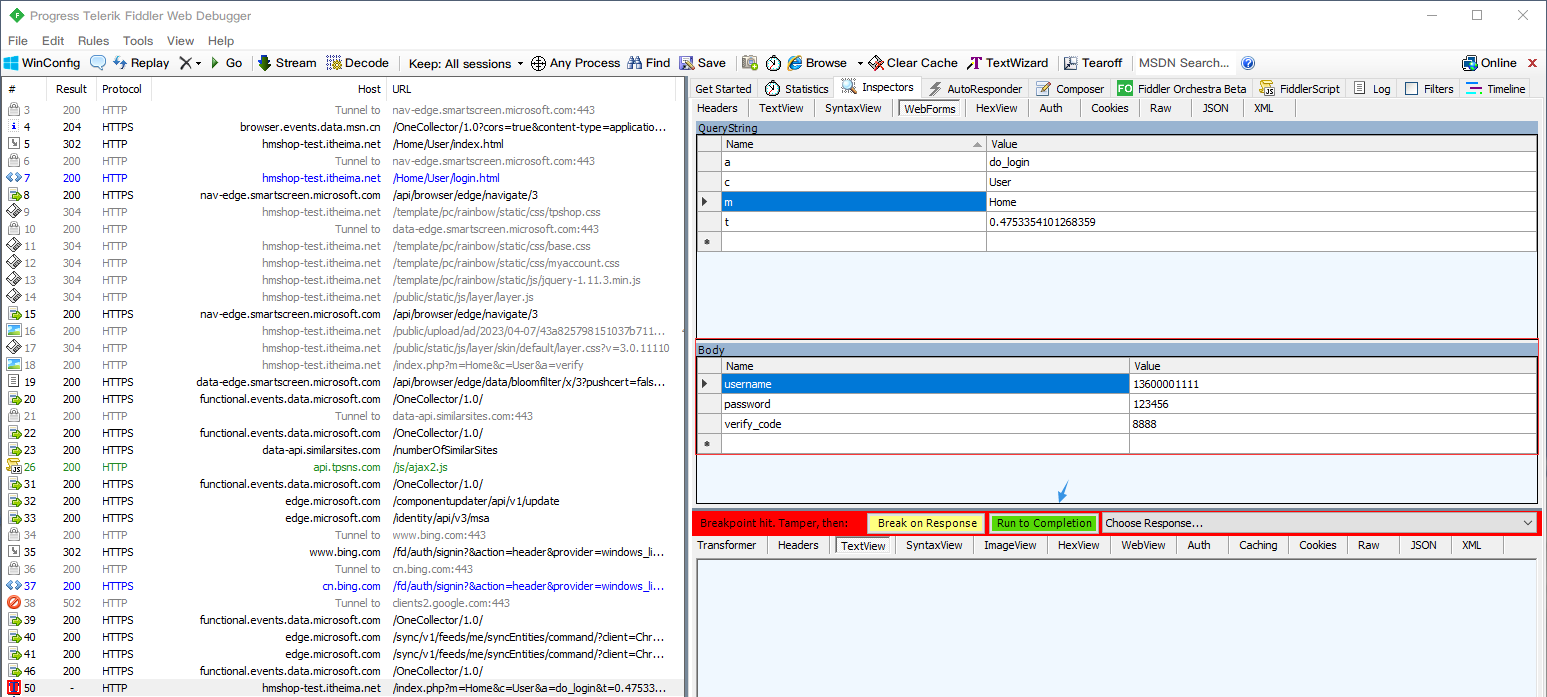 Progress Telerik Fiddler Web Debugger
File Edit Rules Tools View Help
WinConfig Replay Go Stream Decode Keep: All sessions Any Process Find Save Browse Clear Cache TextWizard Tearoff MSDN Search... Online
# Result Protocol Host URL
3 200 HTTP Tunnel to nav-edge.smartscreen.microsoft.com:443
4 204 HTTPS browser.events.data.msn.cn /OneCollector/1.0?cors=true&content-type=applicatio...
5 302 HTTP hmshop-test.itheima.net /Home/User/index.html
6 200 HTTP Tunnel to nav-edge.smartscreen.microsoft.com:443
7 200 HTTP hmshop-test.itheima.net /Home/User/login.html
8 200 HTTPS nav-edge.smartscreen.microsoft.com /api/browser/edge/navigate/3
9 304 HTTP hmshop-test.itheima.net /template/pc/rainbow/static/css/tpshop.css
10 200 HTTP Tunnel to data-edge.smartscreen.microsoft.com:443
11 304 HTTP hmshop-test.itheima.net /template/pc/rainbow/static/css/base.css
12 304 HTTP hmshop-test.itheima.net /template/pc/rainbow/static/css/myaccount.css
13 304 HTTP hmshop-test.itheima.net /template/pc/rainbow/static/js/jquery-1.11.3.min.js
14 304 HTTP hmshop-test.itheima.net /public/static/js/layer/layer.js
15 200 HTTPS nav-edge.smartscreen.microsoft.com /api/browser/edge/navigate/3
16 200 HTTP hmshop-test.itheima.net /public/upload/ad/2023/04-07/43a825798151037b711...
17 304 HTTP hmshop-test.itheima.net /public/static/js/layer/skin/default/layer.css?v=3.0.11110
18 200 HTTP hmshop-test.itheima.net /index.php?m=Home&c=User&a=verify
19 200 HTTPS data-edge.smartscreen.microsoft.com /api/browser/edge/data/bloomfilter/x/3?pushcert=fals...
20 200 HTTPS functional.events.data.microsoft.com /OneCollector/1.0/
21 200 HTTP Tunnel to data-api.similarsites.com:443
22 200 HTTPS functional.events.data.microsoft.com /OneCollector/1.0/
23 200 HTTPS data-api.similarsites.com /numberOfSimilarSites
26 200 HTTP api.tpsns.com /js/ajax2.js
31 200 HTTPS functional.events.data.microsoft.com /OneCollector/1.0/
32 200 HTTPS edge.microsoft.com /componentupdater/api/v1/update
33 200 HTTPS edge.microsoft.com /identity/api/v3/msa
34 200 HTTP Tunnel to www.bing.com:443
35 302 HTTPS www.bing.com /fd/auth/signin?&action=header&provider=windows_li...
36 200 HTTP Tunnel to cn.bing.com:443
37 200 HTTPS cn.bing.com /fd/auth/signin?&action=header&provider=windows_li...
38 502 HTTP Tunnel to clients2.google.com:443
39 200 HTTPS functional.events.data.microsoft.com /OneCollector/1.0/
40 200 HTTPS edge.microsoft.com /sync/v1/feeds/me/syncEntities/command/?client=Chr...
41 200 HTTPS edge.microsoft.com /sync/v1/feeds/me/syncEntities/command/?client=Chr...
46 200 HTTPS functional.events.data.microsoft.com /OneCollector/1.0/
50 - HTTP hmshop-test.itheima.net /index.php?m=Home&c=User&a=do_login&t=0.47533...
Get Started Statistics Inspectors AutoResponder Composer FO Fiddler Orchestra Beta FiddlerScript Log Filters Timeline
Headers TextView SyntaxView WebForms HexView Auth Cookies Raw JSON XML
QueryString
Name Value
a do_login
c User
m Home
t 0.4753354101268359
*
Body
Name Value
username 13600001111
password 123456
verify_code 8888
*
Breakpoint hit. Tamper, then: Break on Response Run to Completion Choose Response...
Transformer Headers TextView SyntaxView ImageView HexView WebView Auth Caching Cookies Raw JSON XML